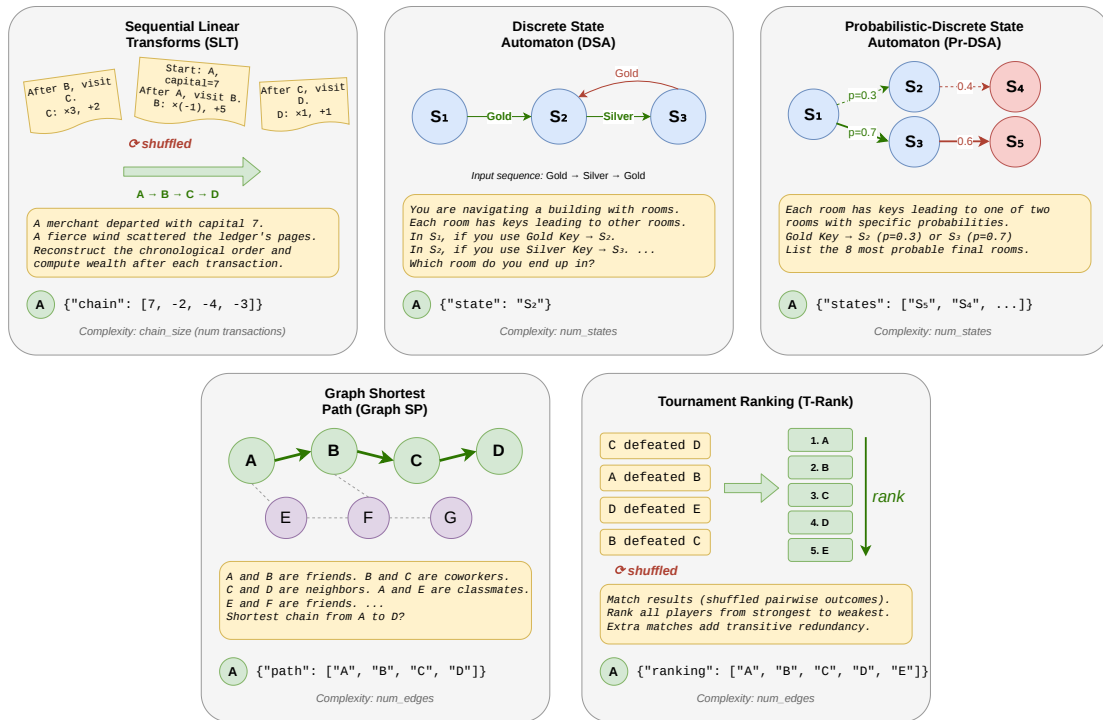 Sequential Linear
Transforms (SLT)
After B, visit
C.
C: ×3, +2
Start: A,
capital=7
After A, visit B.
B: ×(-1), +5
After C, visit
D.
D: ×1, +1
⟳ shuffled
A → B → C → D
A merchant departed with capital 7.
A fierce wind scattered the ledger's pages.
Reconstruct the chronological order and
compute wealth after each transaction.
A {"chain": [7, -2, -4, -3]}
Complexity: chain_size (num transactions)
Discrete State
Automaton (DSA)
Gold
S₁ Gold S₂ Silver S₃
Input sequence: Gold → Silver → Gold
You are navigating a building with rooms.
Each room has keys leading to other rooms.
In S₁, if you use Gold Key → S₂.
In S₂, if you use Silver Key → S₃. ...
Which room do you end up in?
A {"state": "S₂"}
Complexity: num_states
Probabilistic-Discrete State
Automaton (Pr-DSA)
S₁
p=0.3 S₂ 0.4 S₄
p=0.7 S₃ 0.6 S₅
Each room has keys leading to one of two
rooms with specific probabilities.
Gold Key → S₂ (p=0.3) or S₃ (p=0.7)
List the 8 most probable final rooms.
A {"states": ["S₅", "S₄", ...]}
Complexity: num_states
Graph Shortest
Path (Graph SP)
A B C D
E F G
A and B are friends. B and C are coworkers.
C and D are neighbors. A and E are classmates.
E and F are friends. ...
Shortest chain from A to D?
A {"path": ["A", "B", "C", "D"]}
Complexity: num_edges
Tournament Ranking (T-Rank)
C defeated D
A defeated B
D defeated E
B defeated C
⟳ shuffled
1. A
2. B
3. C
4. D
5. E
rank
Match results (shuffled pairwise outcomes).
Rank all players from strongest to weakest.
Extra matches add transitive redundancy.
A {"ranking": ["A", "B", "C", "D", "E"]}
Complexity: num_edges